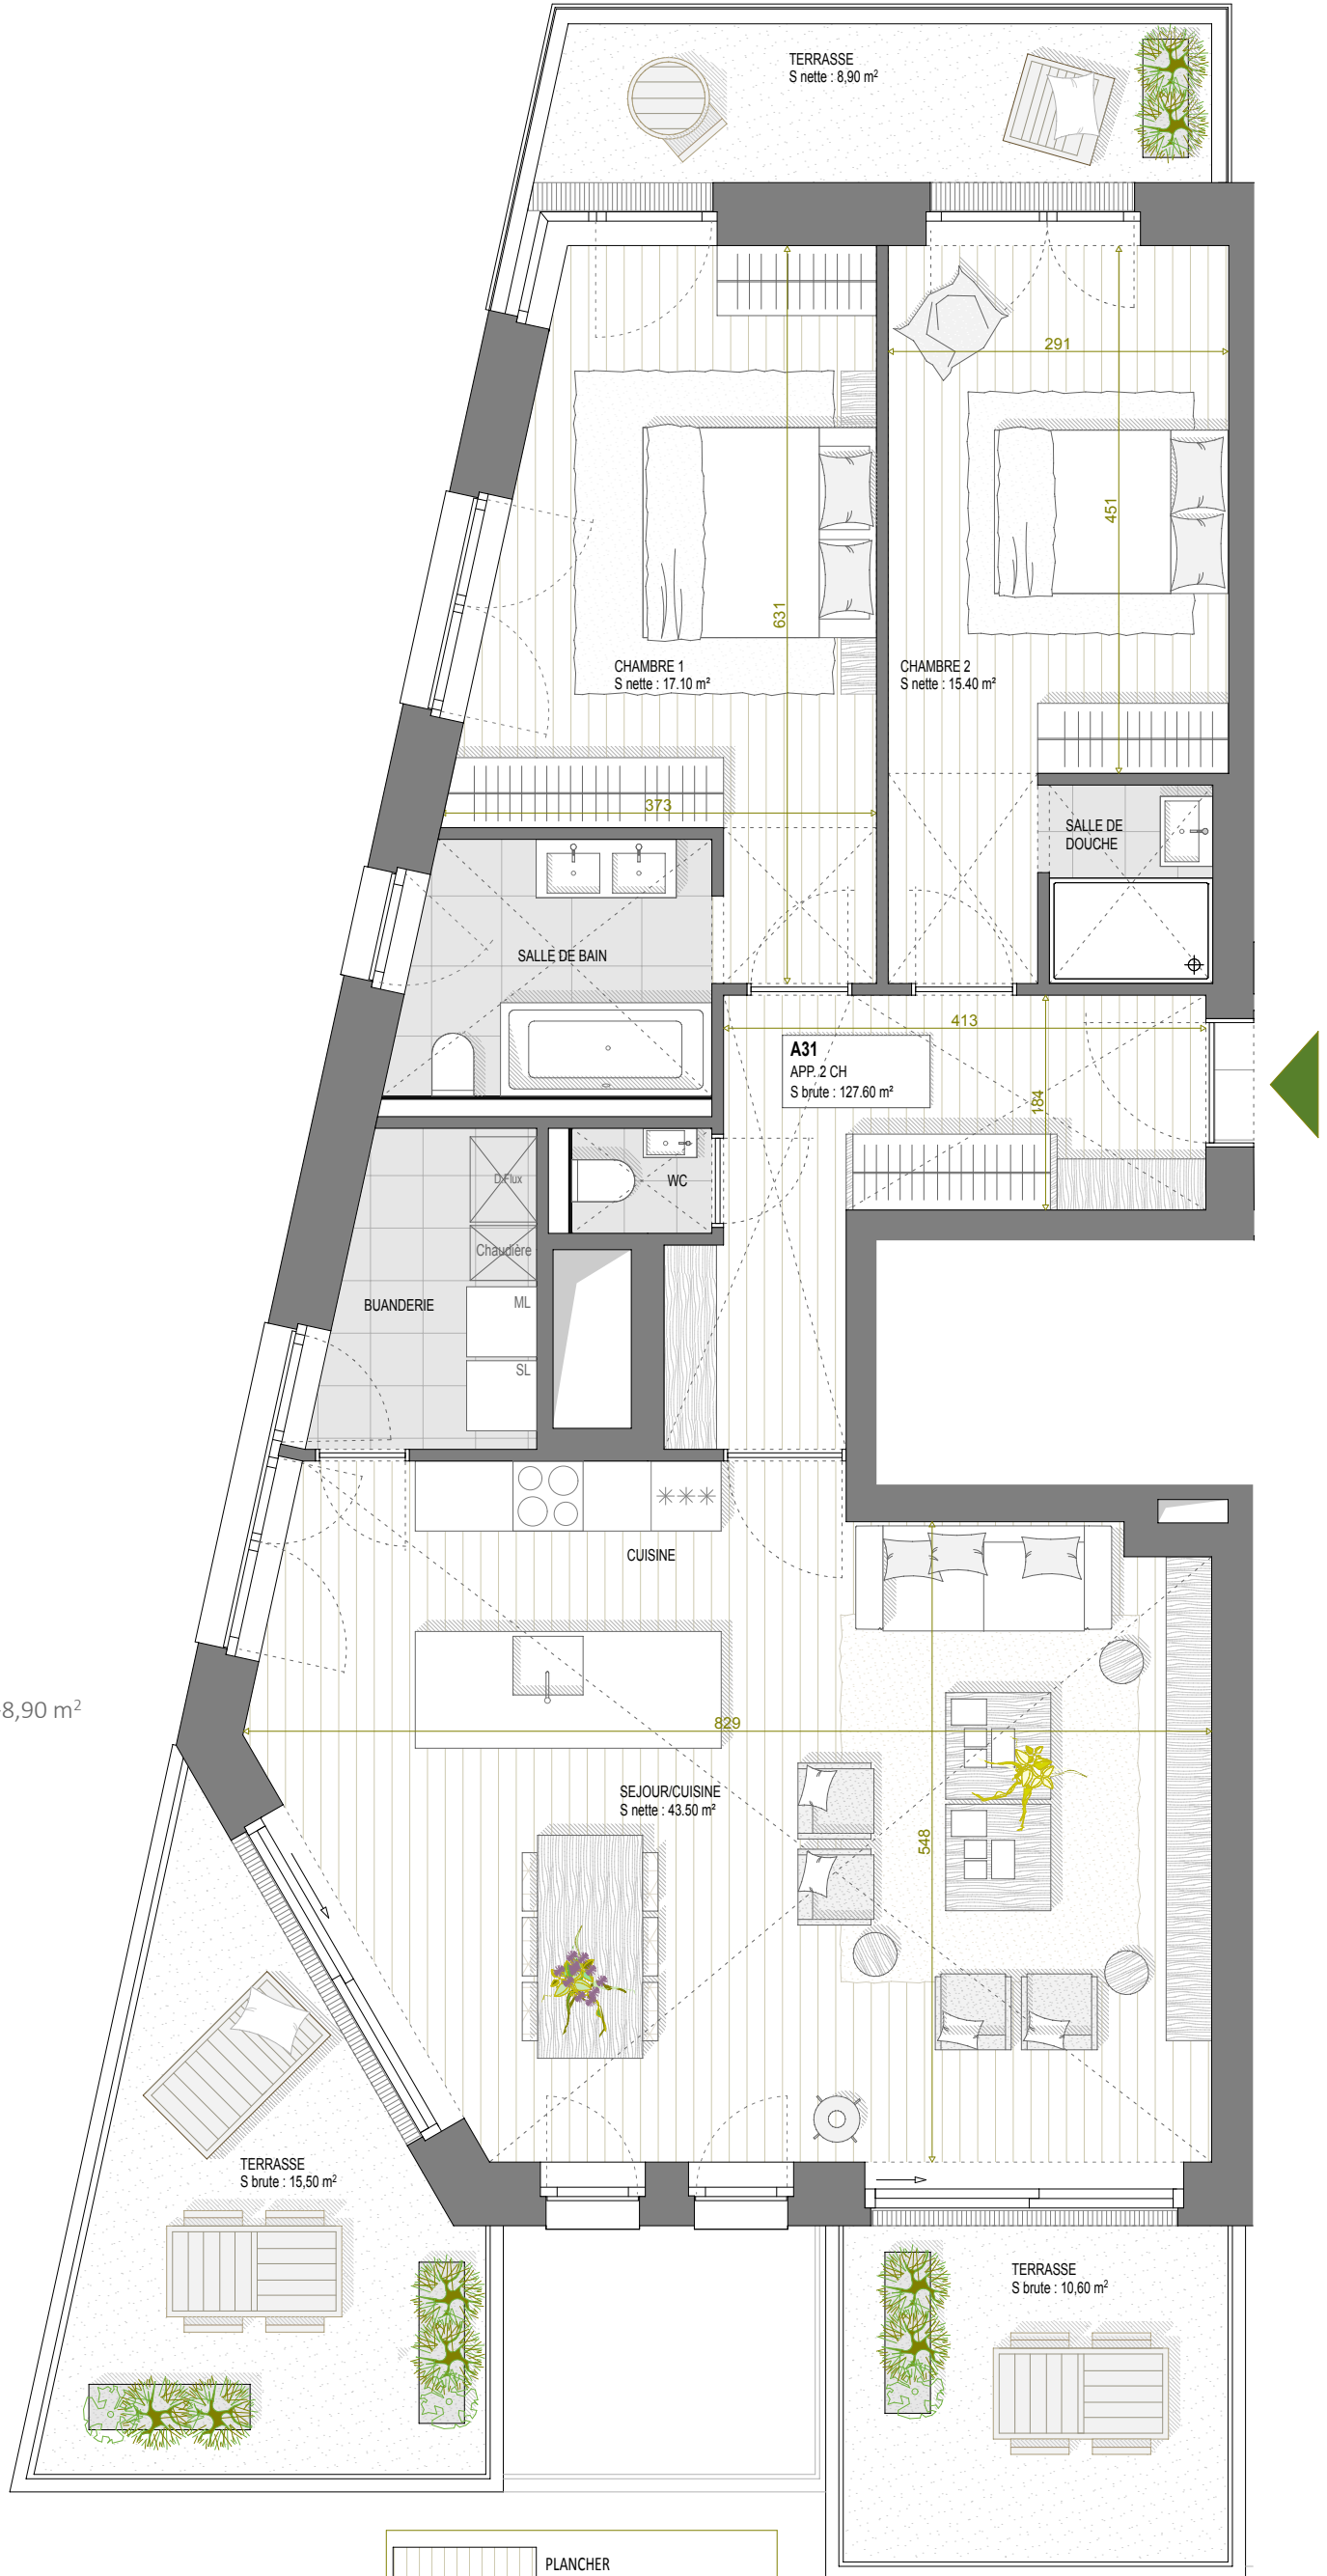 TERRASSE
S nette : 8,90 m²
291
451
631
CHAMBRE 1
S nette : 17.10 m²
CHAMBRE 2
S nette : 15.40 m²
373
SALLE DE
DOUCHE
SALLE DE BAIN
413
A31
APP. 2 CH
S brute : 127.60 m²
184
WC
D.Flux
Chaudière
ML
BUANDERIE
SL
CUISINE
8,90 m²
829
SEJOUR/CUISINE
S nette : 43.50 m²
548
TERRASSE
S brute : 15,50 m²
TERRASSE
S brute : 10,60 m²
PLANCHER